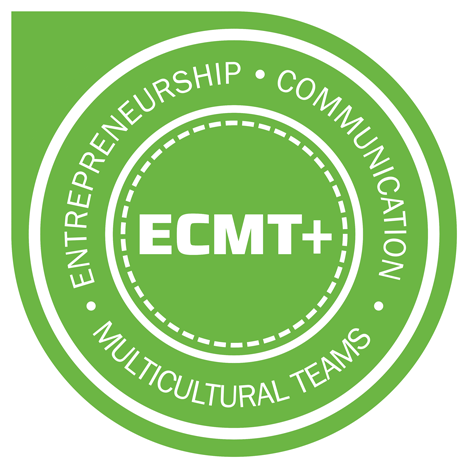 ENTREPRENEURSHIP • COMMUNICATION • MULTICULTURAL TEAMS •
ECMT+